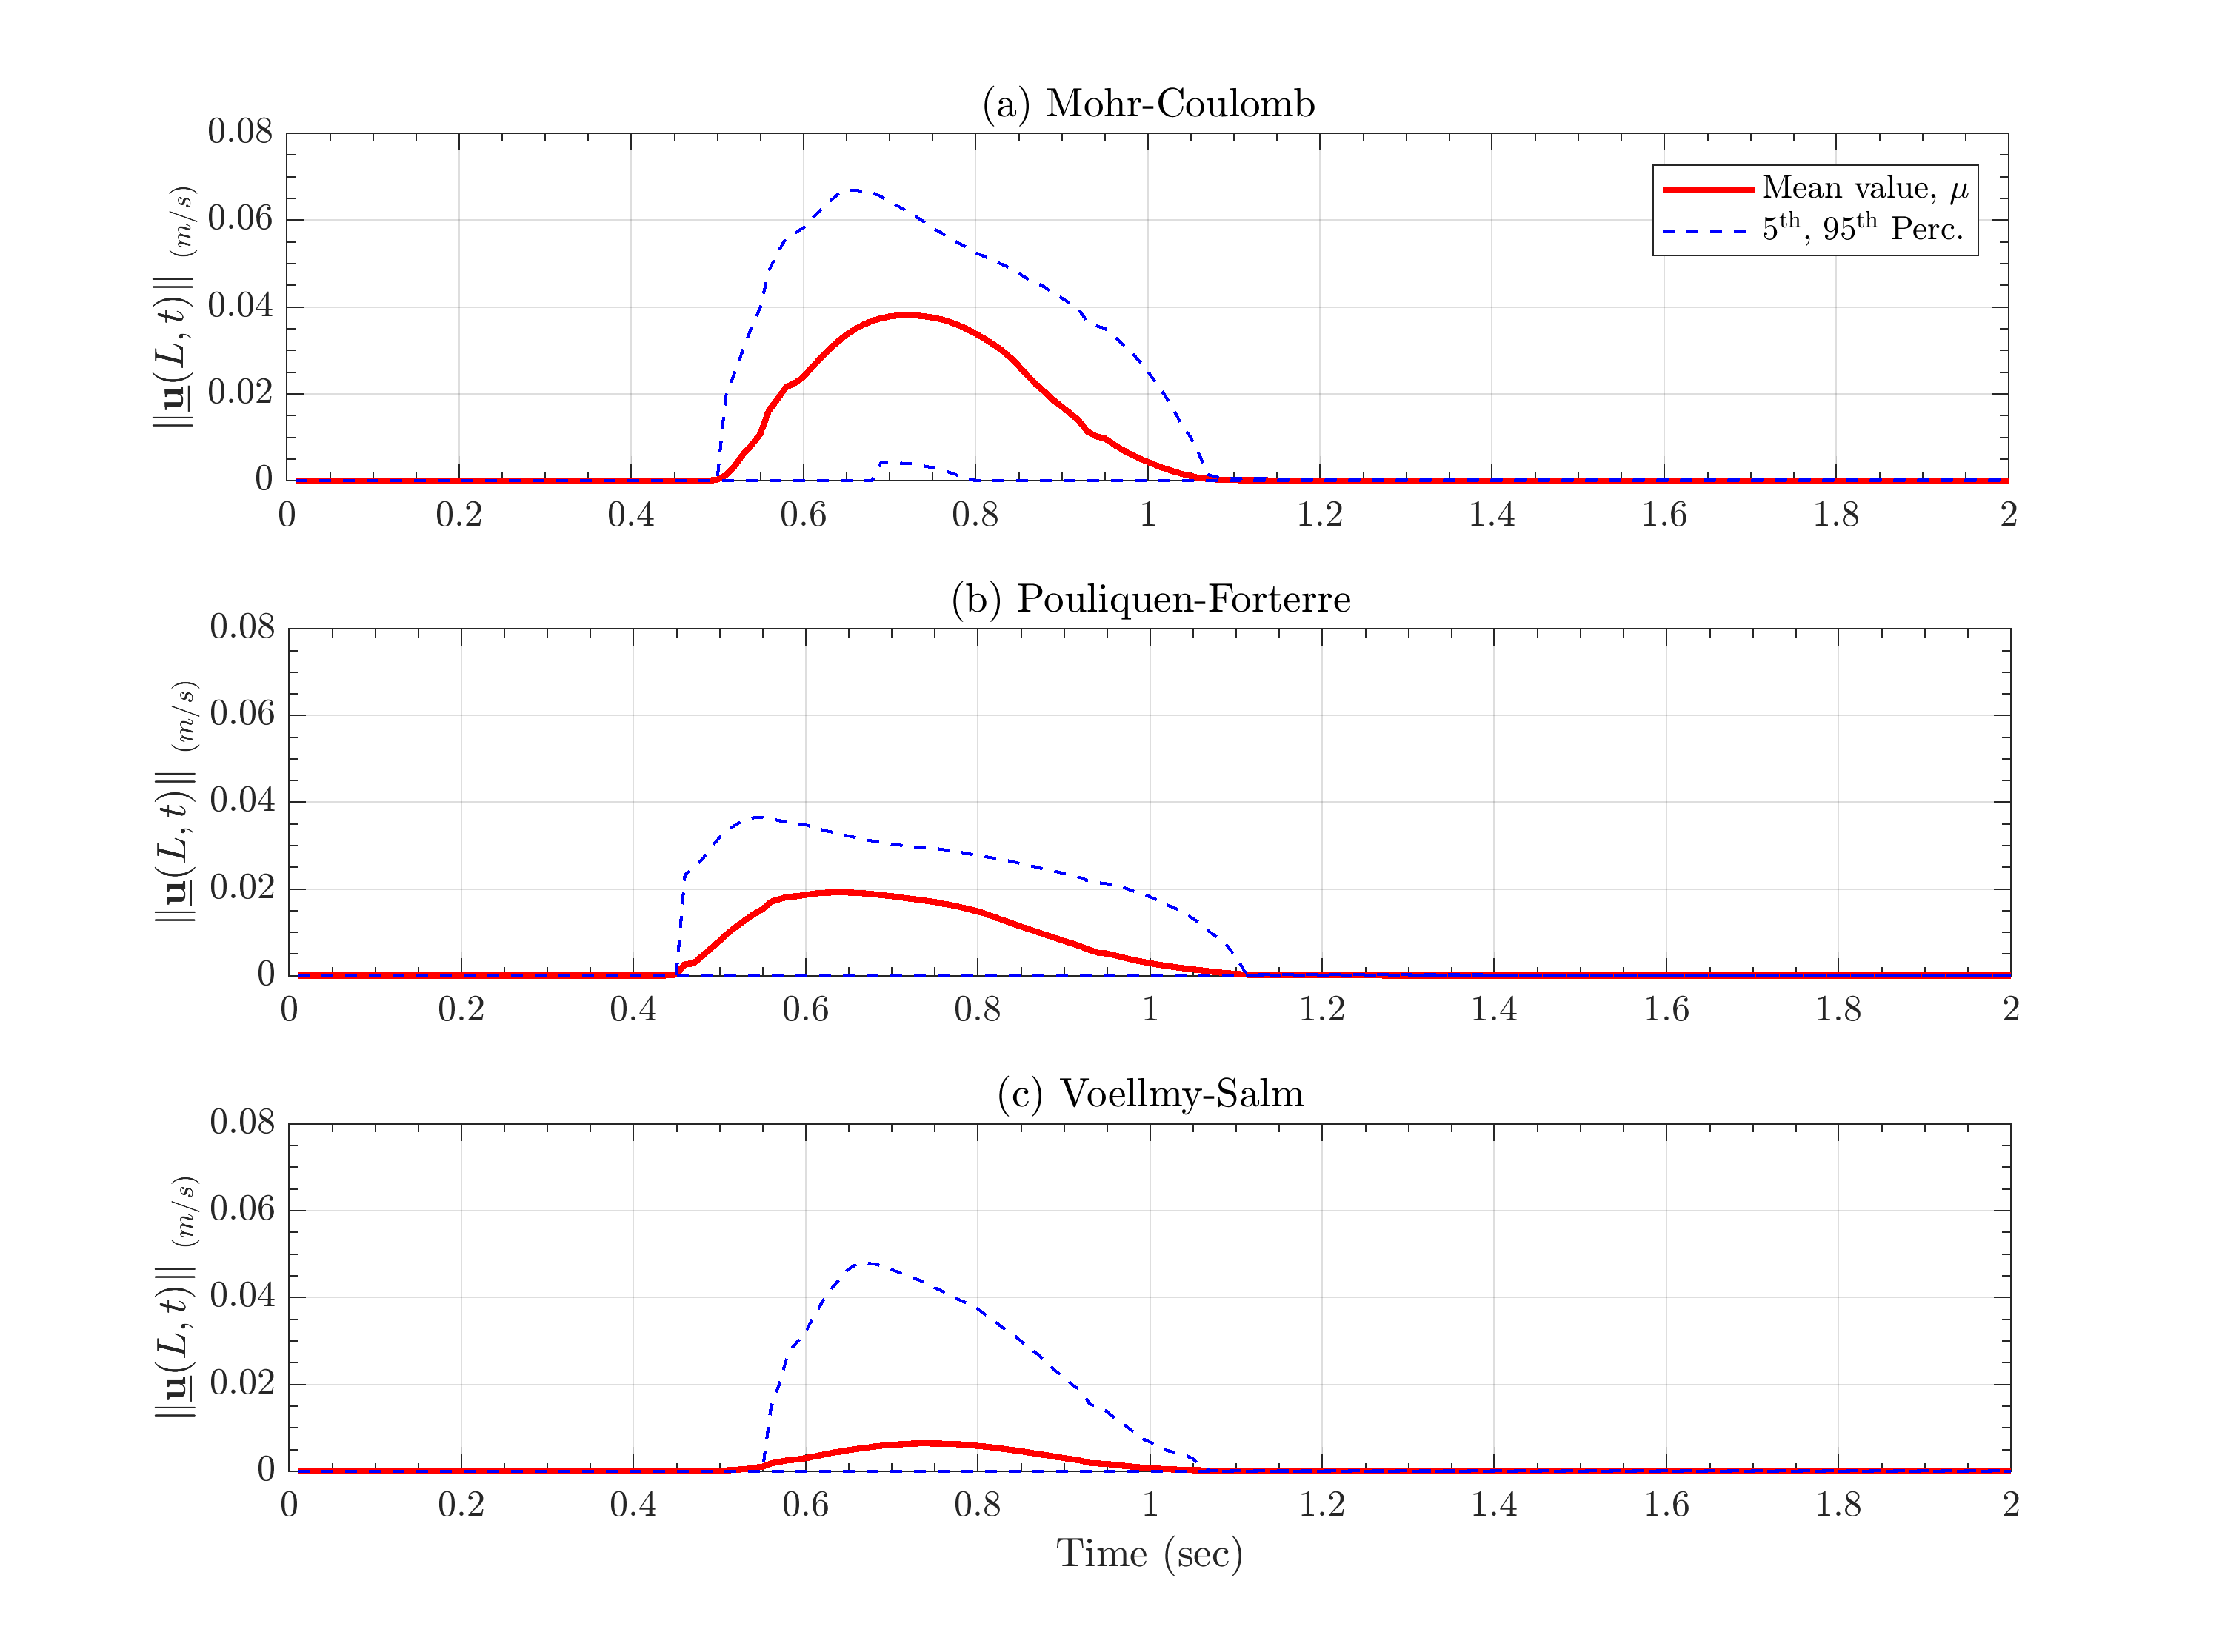 (a) Mohr-Coulomb
||u(L, t)|| (m/s)
0.08
0.06
0.04
0.02
0
Mean value, μ
5th, 95th Perc.
0 0.2 0.4 0.6 0.8 1 1.2 1.4 1.6 1.8 2
(b) Pouliquen-Forterre
||u(L, t)|| (m/s)
0.08
0.06
0.04
0.02
0
0 0.2 0.4 0.6 0.8 1 1.2 1.4 1.6 1.8 2
(c) Voellmy-Salm
||u(L, t)|| (m/s)
0.08
0.06
0.04
0.02
0
0 0.2 0.4 0.6 0.8 1 1.2 1.4 1.6 1.8 2
Time (sec)